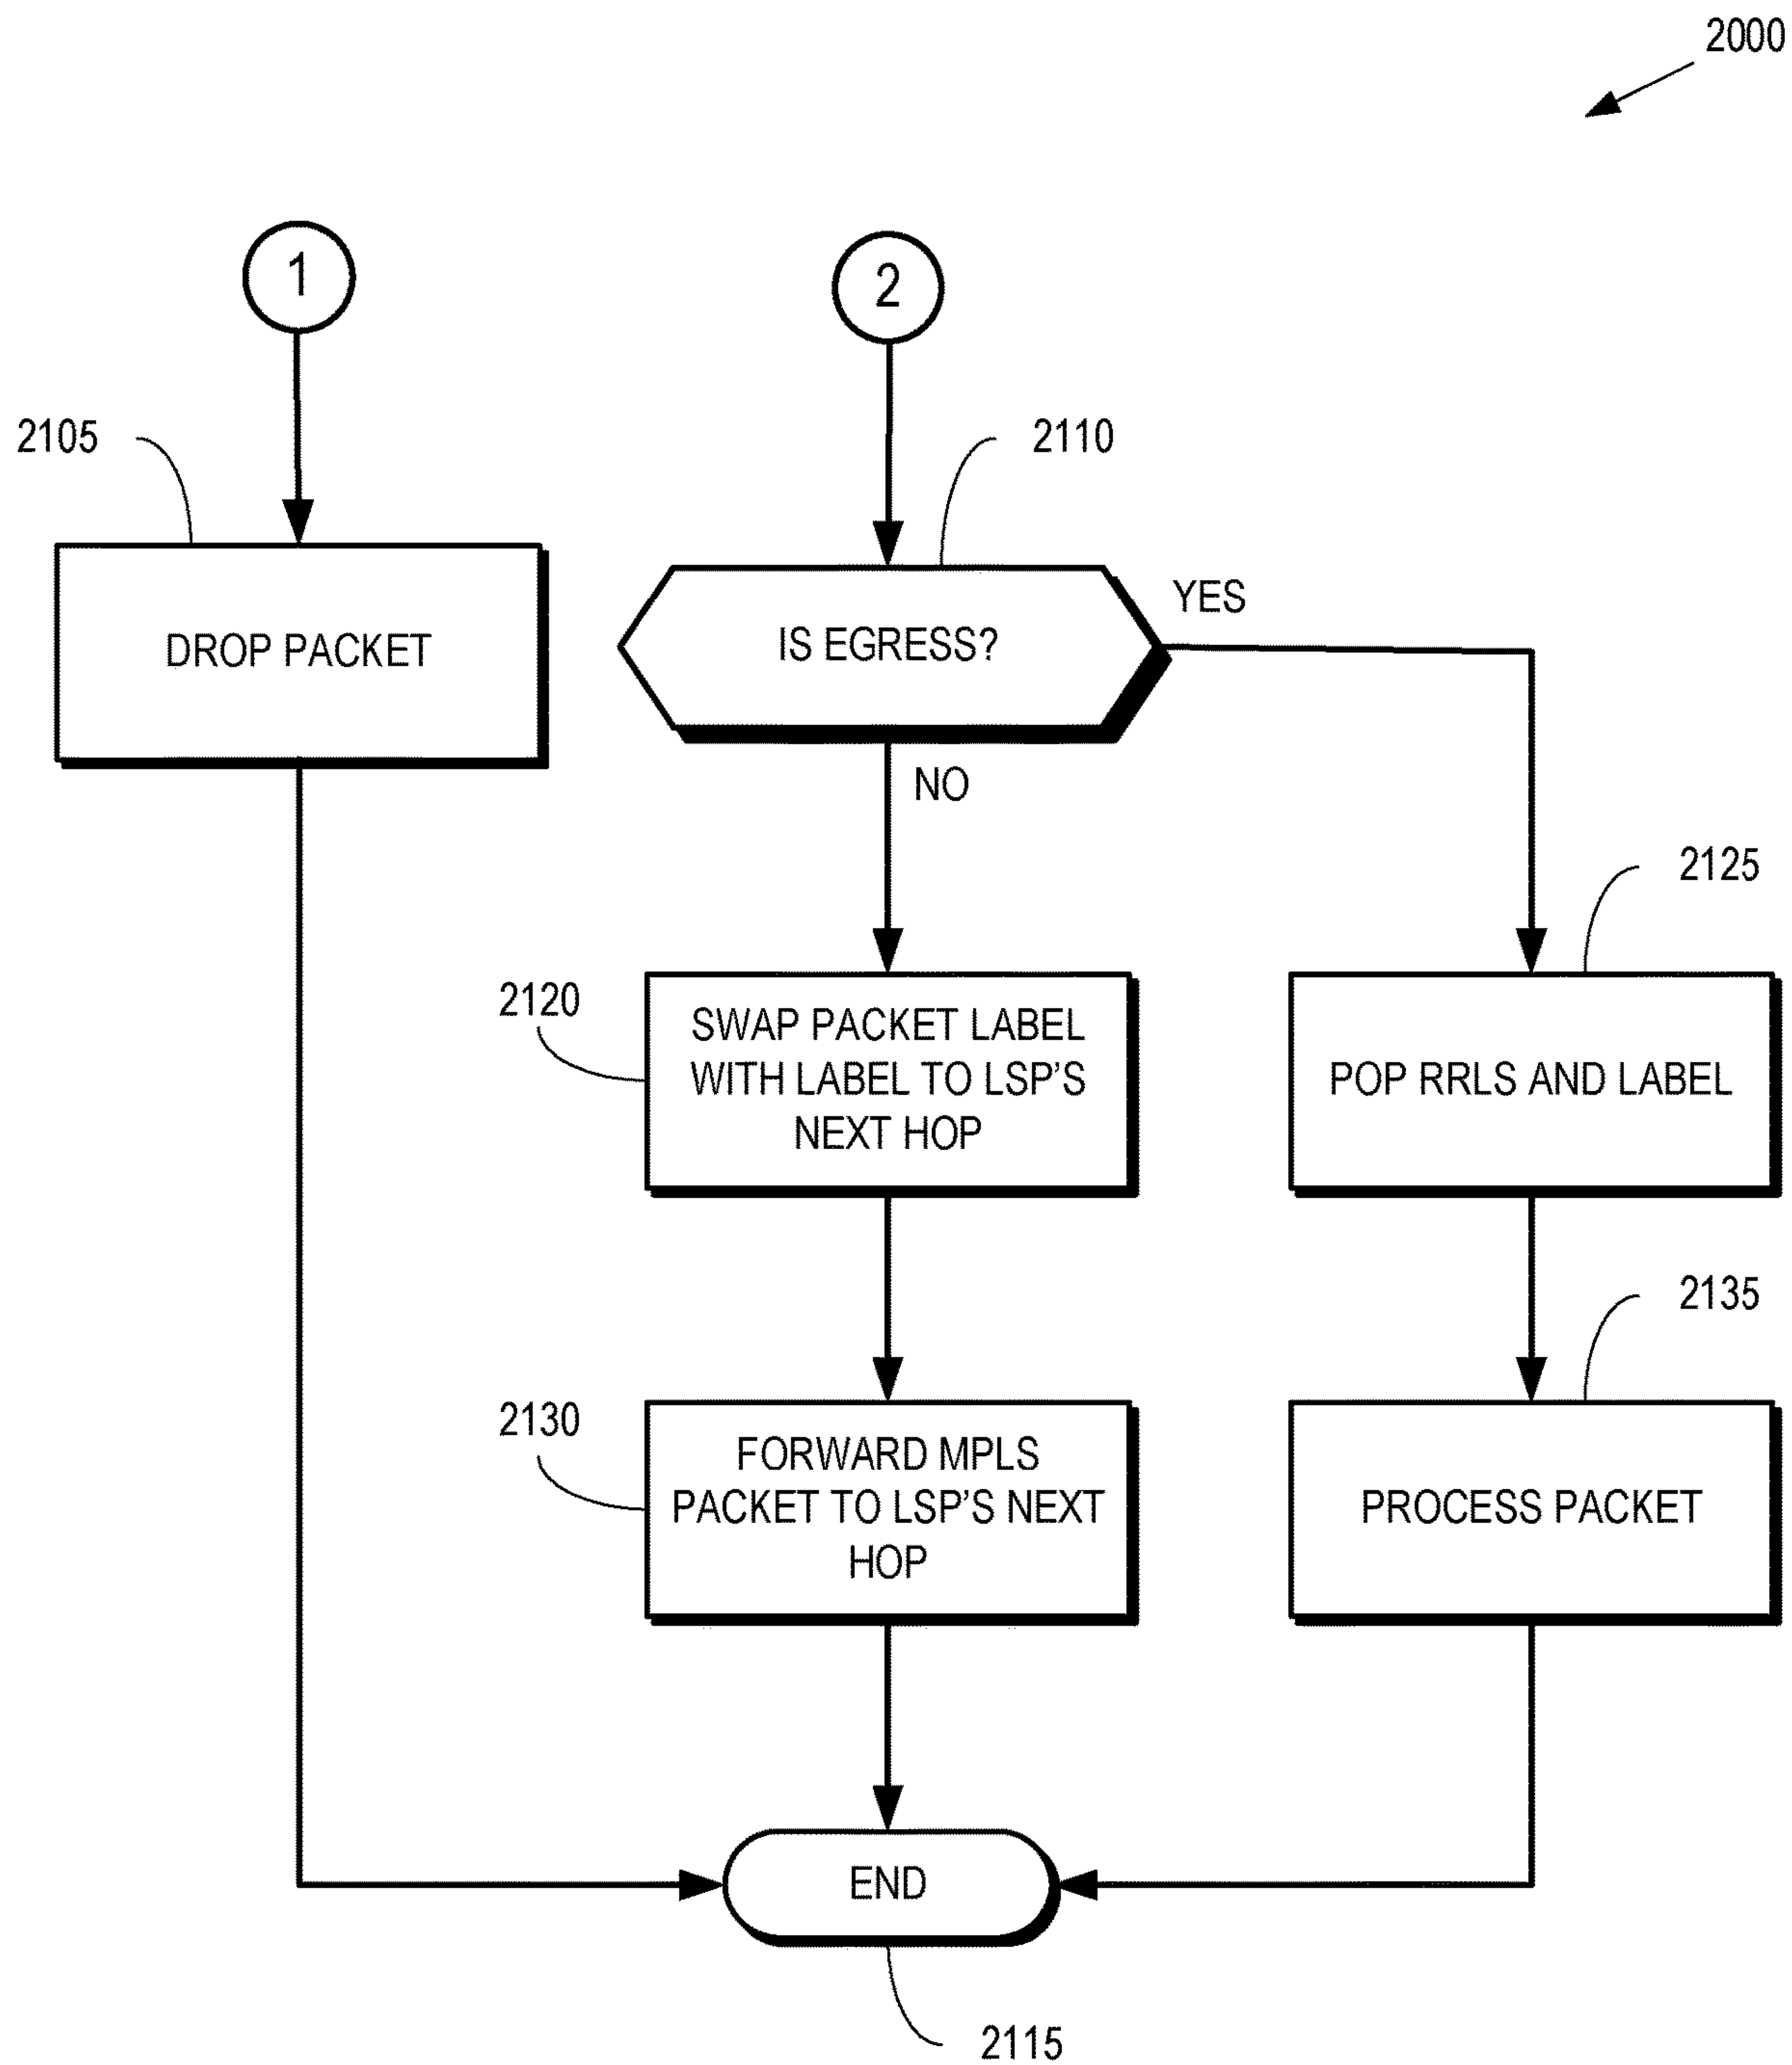 2000
1
2
2105
2110
DROP PACKET
IS EGRESS?
YES
NO
2125
2120
SWAP PACKET LABEL
WITH LABEL TO LSP'S
NEXT HOP
POP RRLS AND LABEL
2135
2130
FORWARD MPLS
PACKET TO LSP'S NEXT
HOP
PROCESS PACKET
END
2115